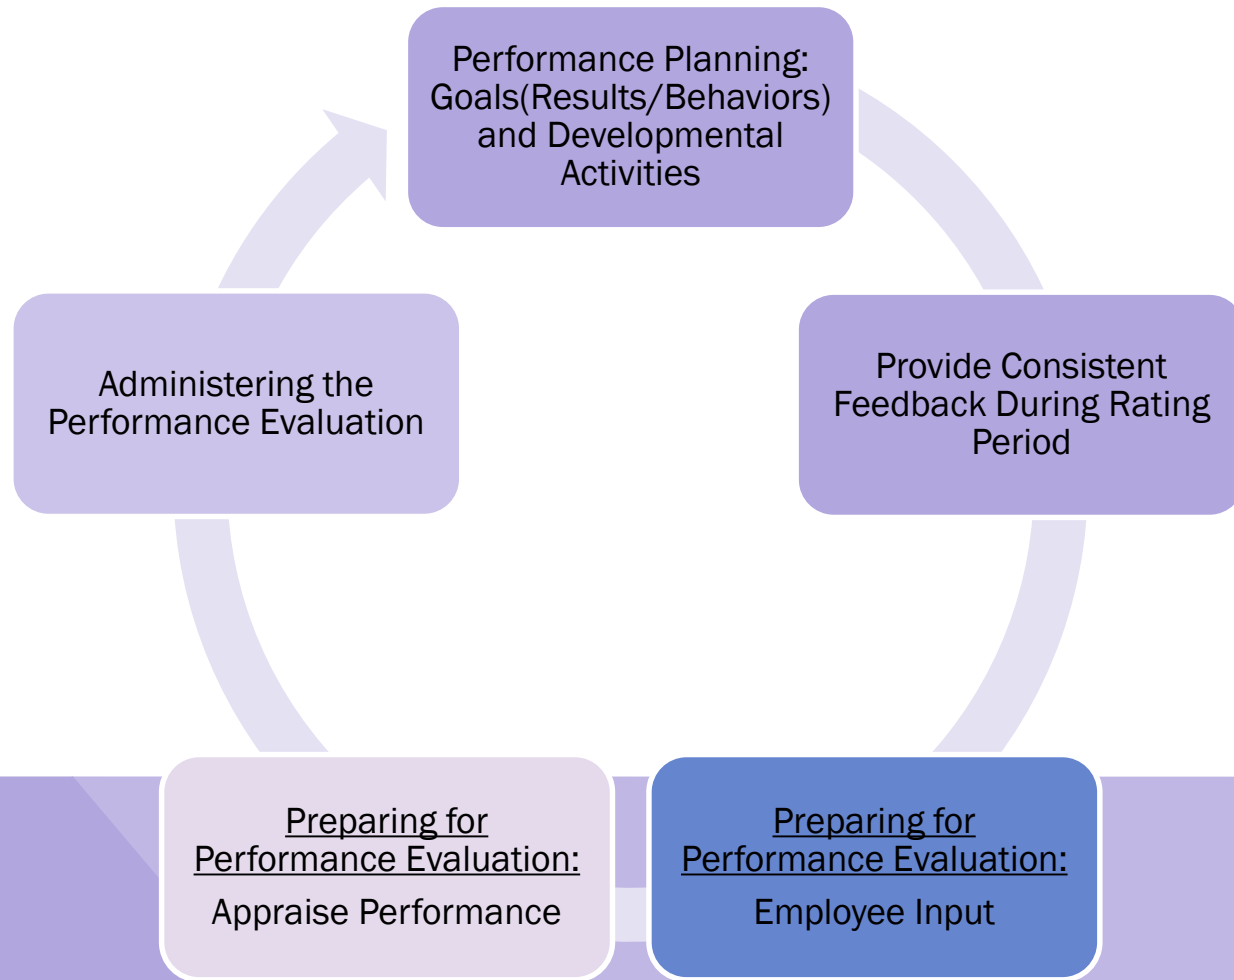 Performance Planning:
Goals(Results/Behaviors)
and Developmental
Activities
Provide Consistent
Feedback During Rating
Period
Preparing for
Performance Evaluation:
Employee Input
Preparing for
Performance Evaluation:
Appraise Performance
Administering the
Performance Evaluation